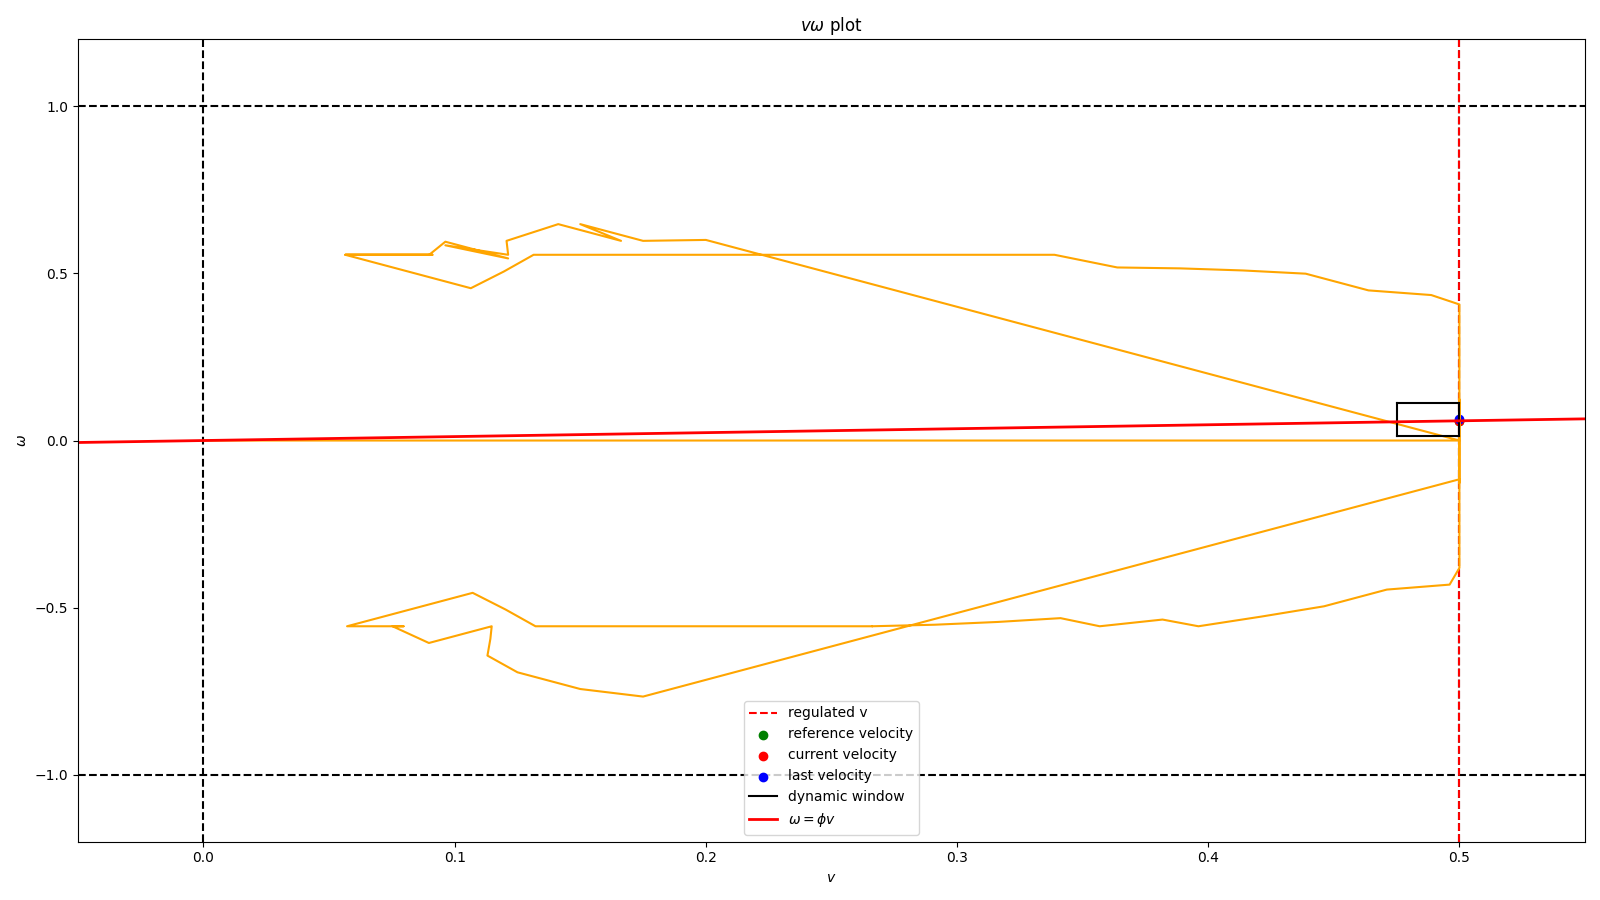 vω plot
1.0
0.5
0.0
−0.5
−1.0
ω
0.0 0.1 0.2 0.3 0.4 0.5
v
regulated v
reference velocity
current velocity
last velocity
dynamic window
ω = ϕv